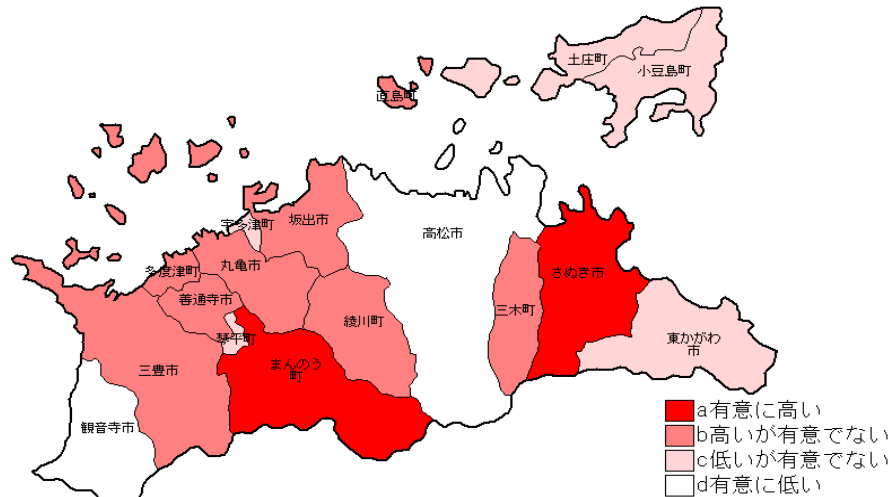 土庄町
小豆島町
直島町
宇多津町
坂出市
高松市
多度津町
丸亀市
さぬき市
善通寺市
綾川町
三木町
琴平町
東かがわ
市
三豊市
まんのう
町
観音寺市
a有意に高い
b高いが有意でない
c低いが有意でない
d有意に低い